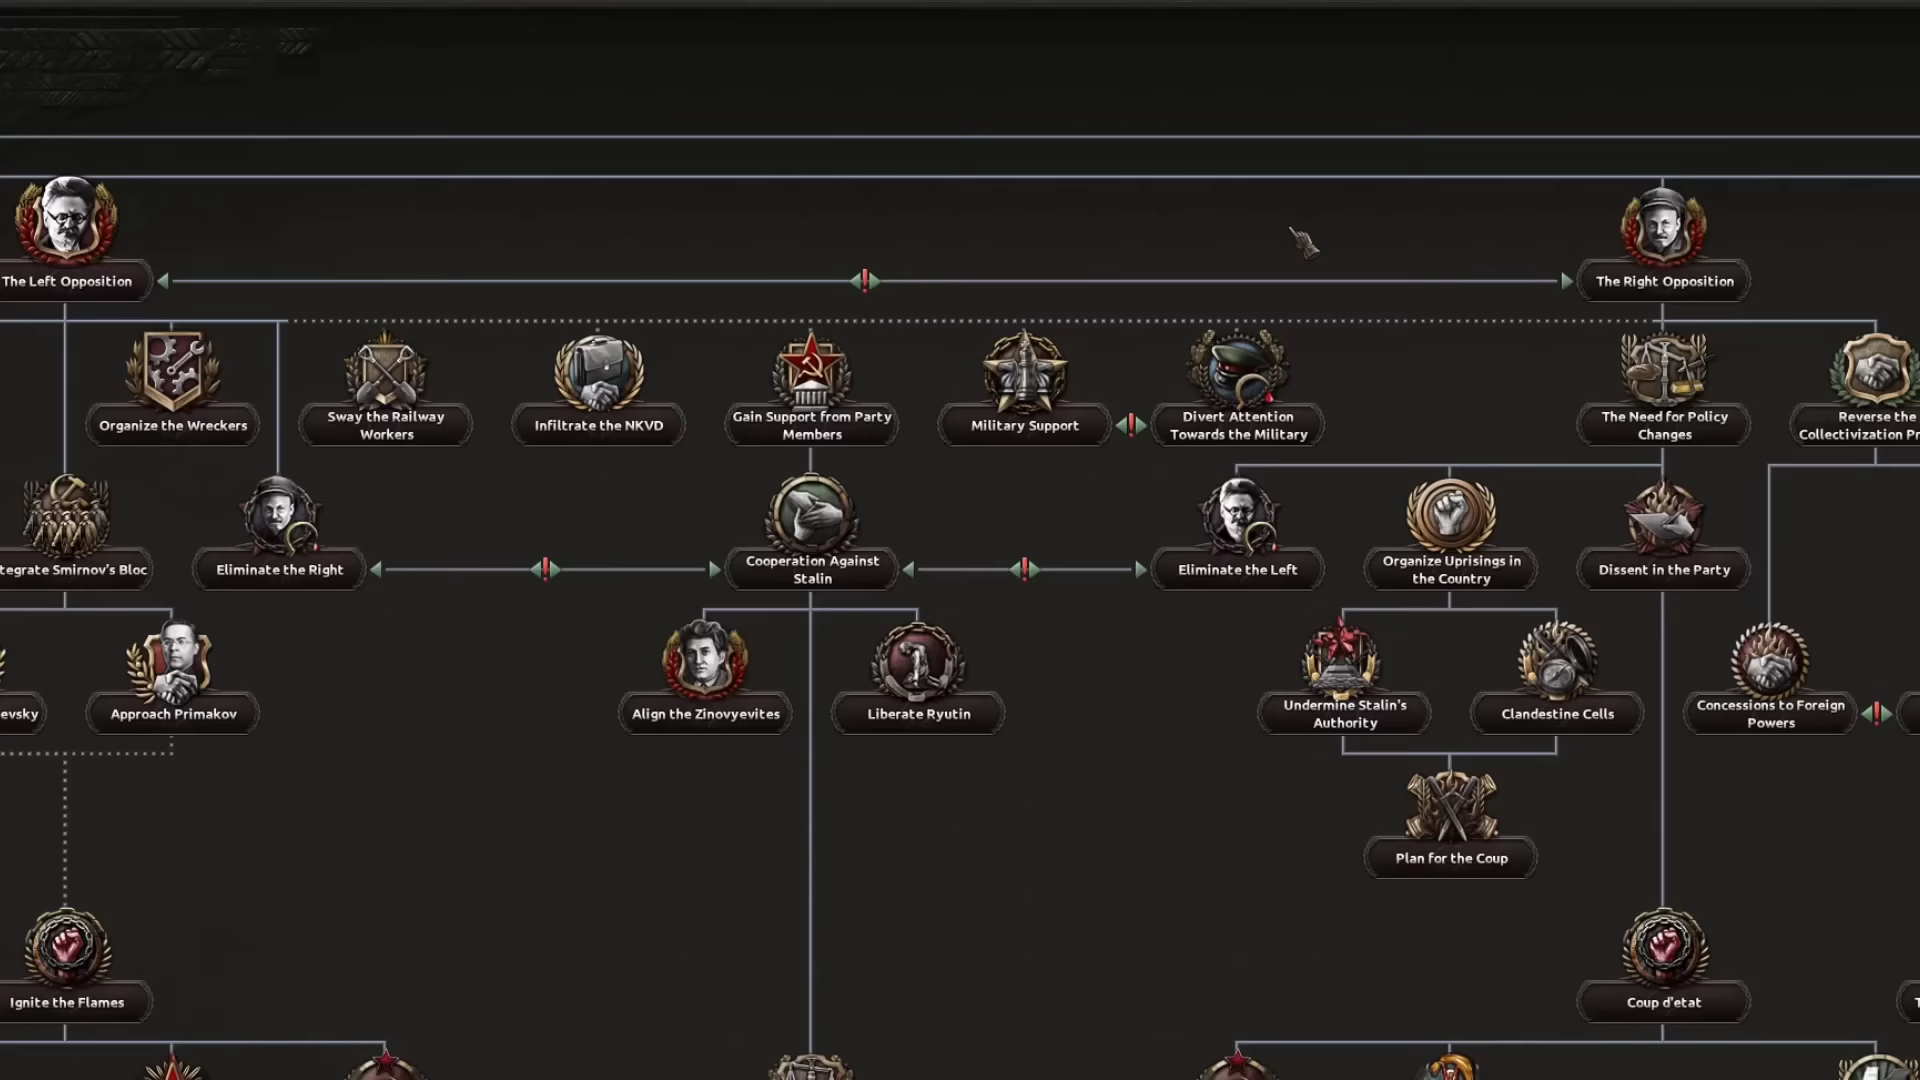 The Left Opposition
The Right Opposition
Organize the Wreckers
Sway the Railway
Workers
Infiltrate the NKVD
Gain Support from Party
Members
Military Support
Divert Attention
Towards the Military
The Need for Policy
Changes
Reverse the
Collectivization Pr
tegrate Smirnov's Bloc
Eliminate the Right
Cooperation Against
Stalin
Eliminate the Left
Organize Uprisings in
the Country
Dissent in the Party
evsky
Approach Primakov
Align the Zinovyevites
Liberate Ryutin
Undermine Stalin's
Authority
Clandestine Cells
Concessions to Foreign
Powers
Plan for the Coup
Ignite the Flames
Coup d'etat
T